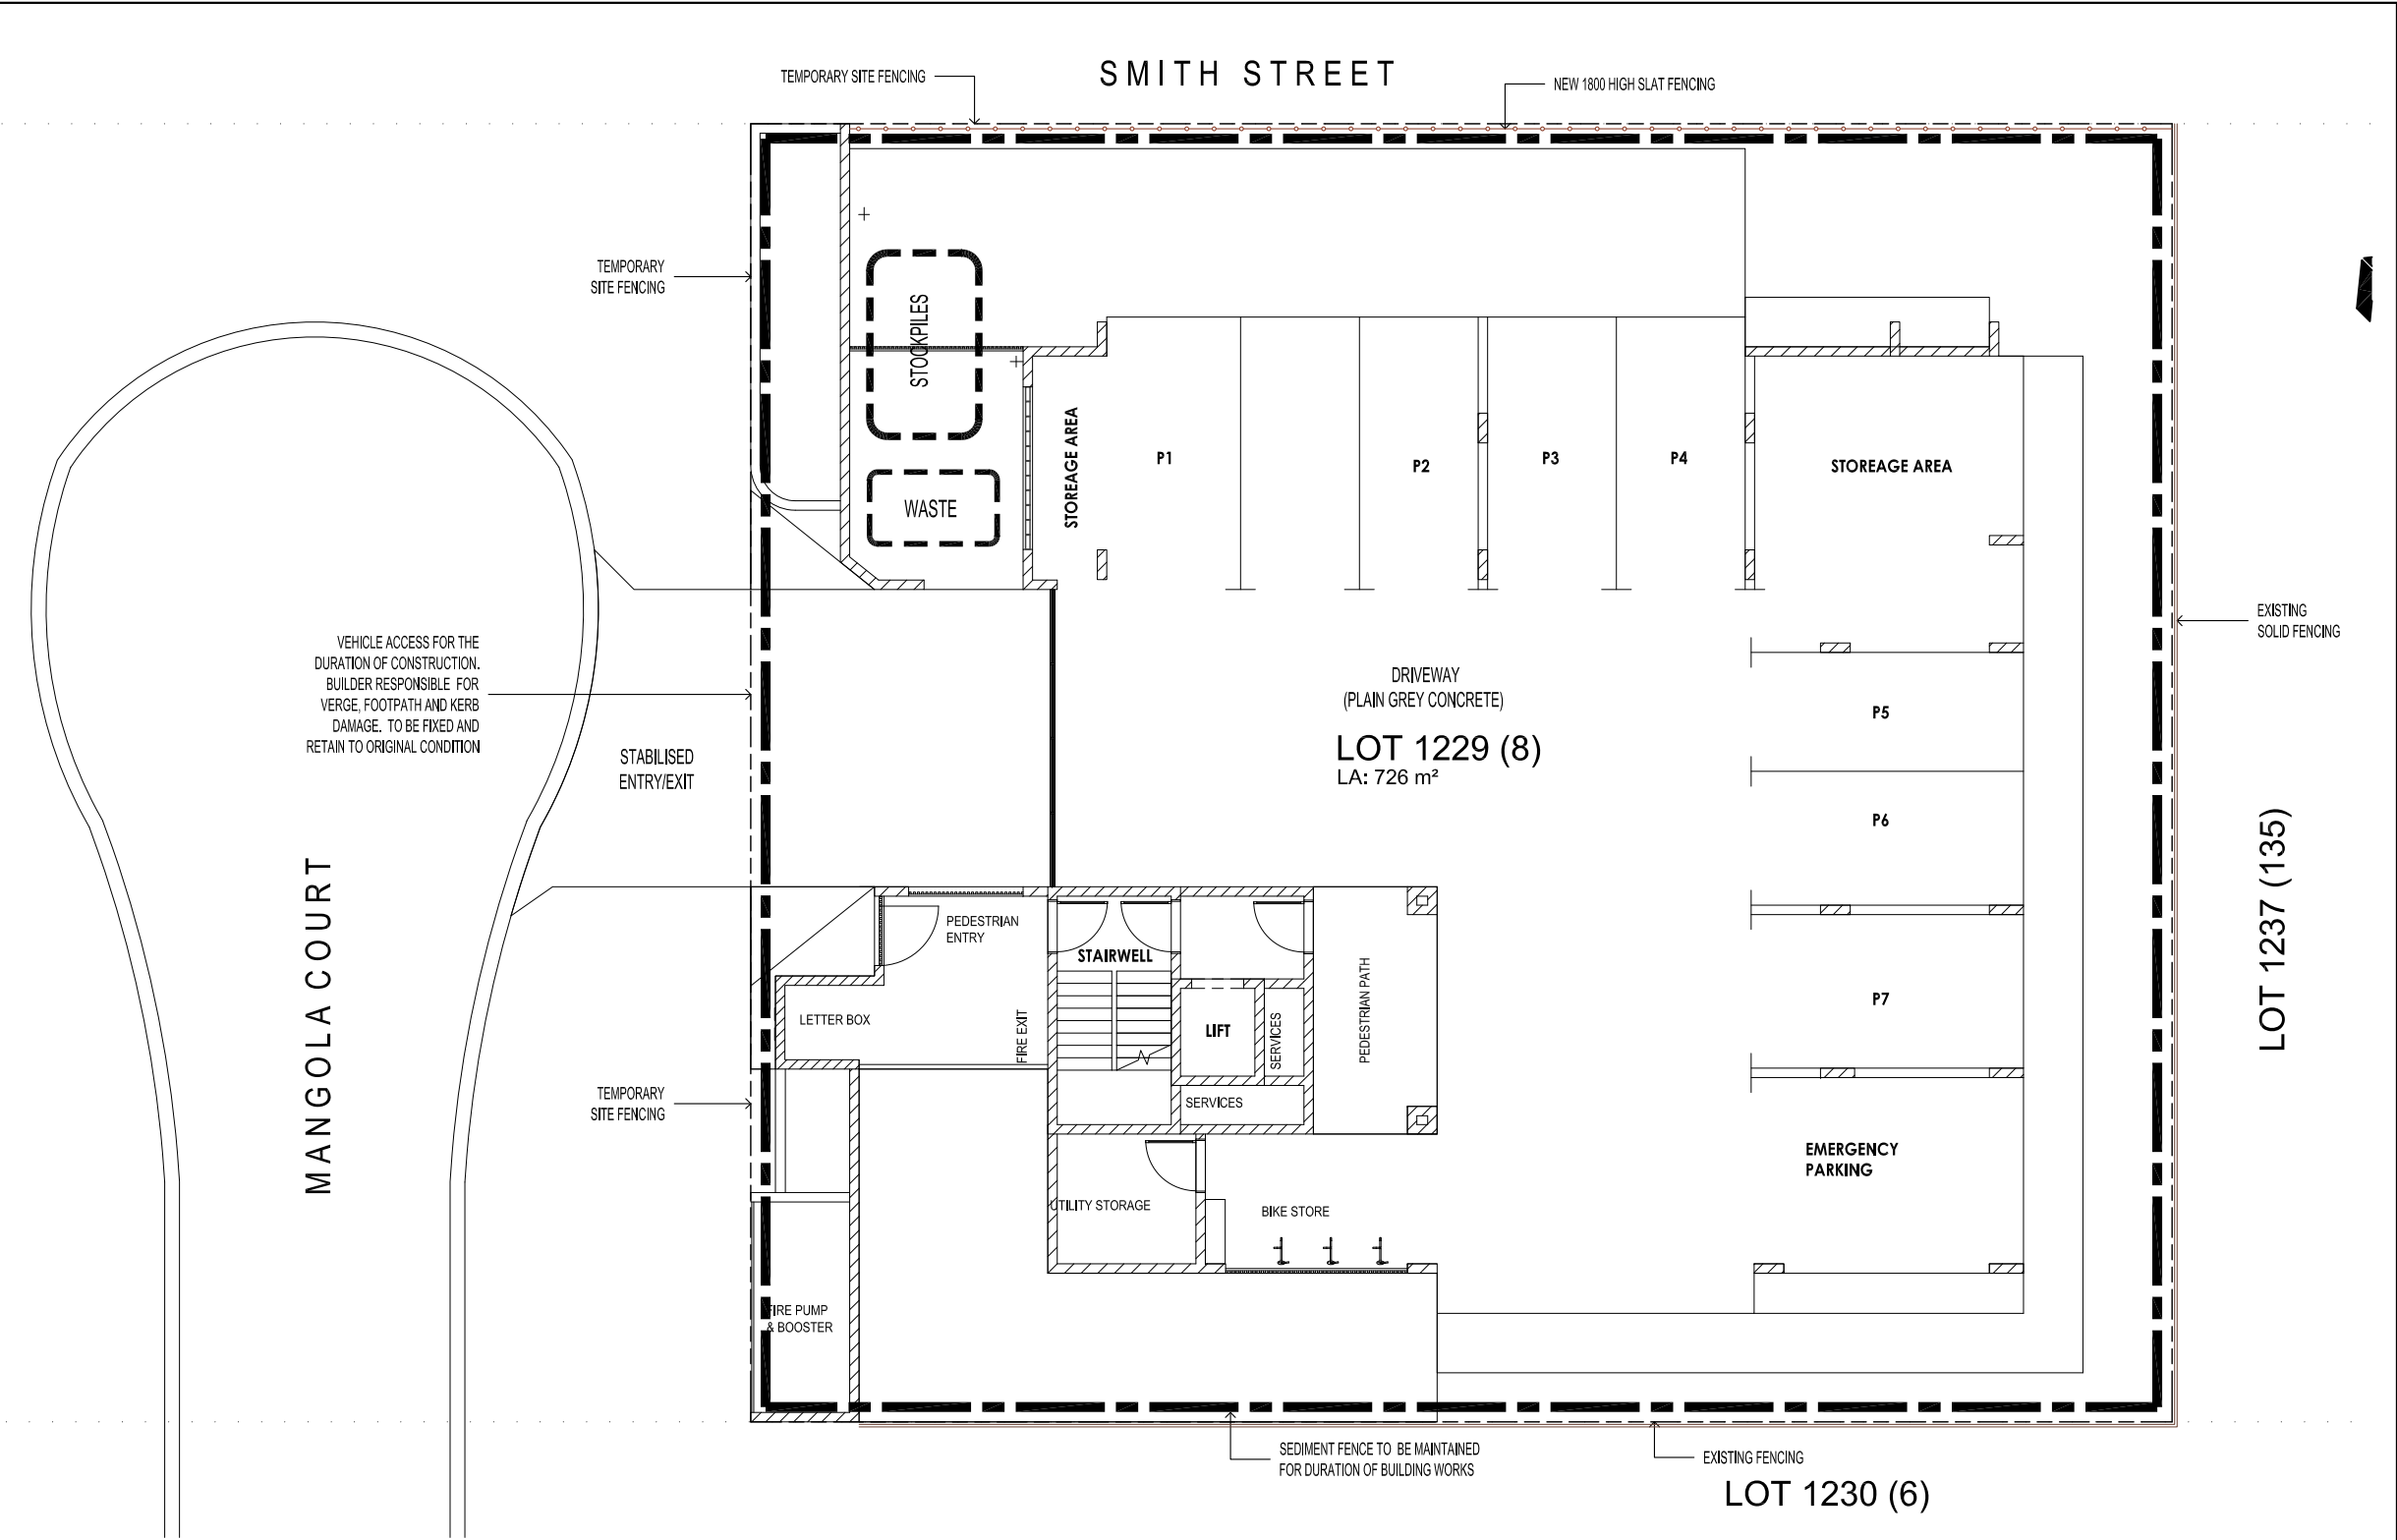 SMITH STREET
TEMPORARY SITE FENCING
NEW 1800 HIGH SLAT FENCING
TEMPORARY
SITE FENCING
STOCKPILES
WASTE
STOREAGE AREA
P1
P2
P3
P4
STOREAGE AREA
EXISTING
SOLID FENCING
VEHICLE ACCESS FOR THE
DURATION OF CONSTRUCTION.
BUILDER RESPONSIBLE FOR
VERGE, FOOTPATH AND KERB
DAMAGE. TO BE FIXED AND
RETAIN TO ORIGINAL CONDITION
STABILISED
ENTRY/EXIT
DRIVEWAY
(PLAIN GREY CONCRETE)
LOT 1229 (8)
LA: 726 m²
P5
P6
P7
LOT 1237 (135)
MANGOLA COURT
PEDESTRIAN
ENTRY
STAIRWELL
LETTER BOX
FIRE EXIT
LIFT
SERVICES
PEDESTRIAN PATH
SERVICES
TEMPORARY
SITE FENCING
UTILITY STORAGE
BIKE STORE
EMERGENCY
PARKING
FIRE PUMP
& BOOSTER
SEDIMENT FENCE TO BE MAINTAINED
FOR DURATION OF BUILDING WORKS
EXISTING FENCING
LOT 1230 (6)